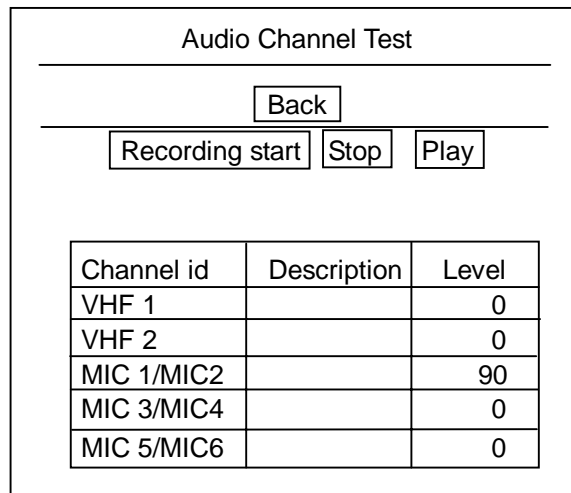 Audio Channel Test
Back
Recording start Stop Play
Channel id Description Level
VHF 1 0
VHF 2 0
MIC 1/MIC2 90
MIC 3/MIC4 0
MIC 5/MIC6 0